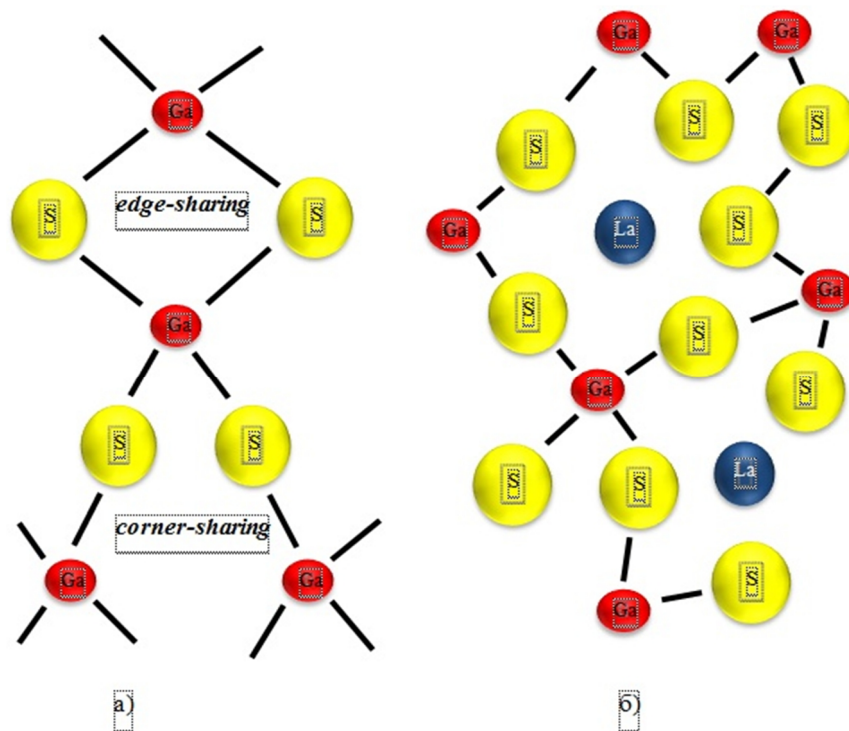 Ga
S edge-sharing S
Ga
S S
corner-sharing
Ga Ga
а)
Ga Ga
S S S
Ga La S
S S Ga
Ga S
S S La
Ga S
б)